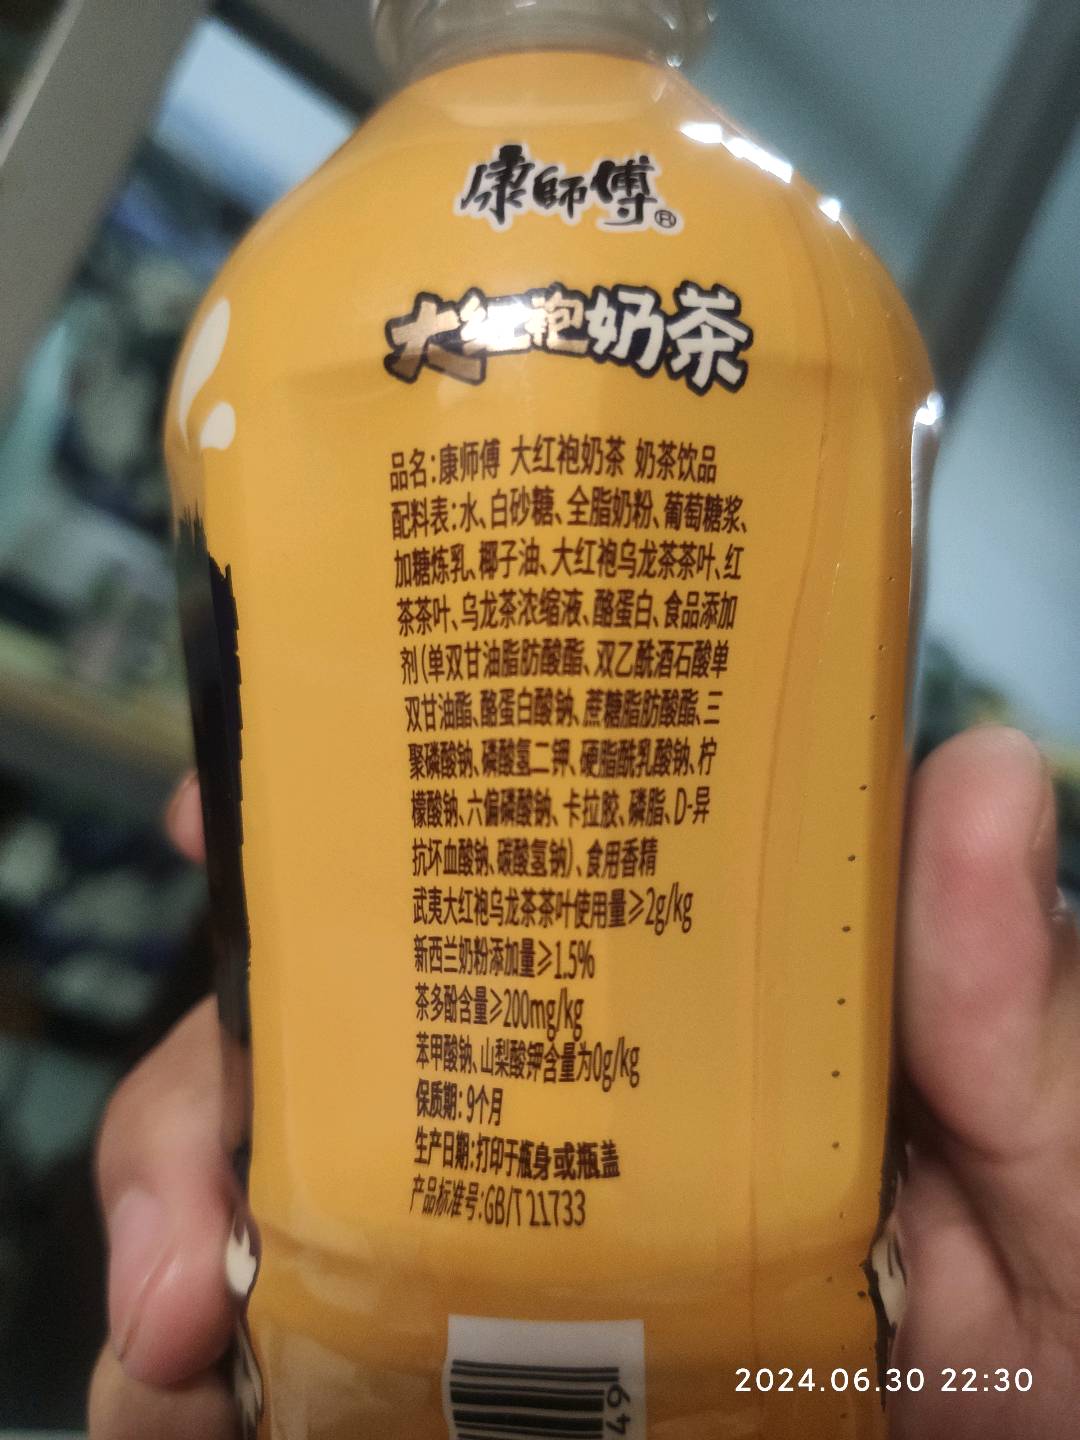 康師傅®
大红袍奶茶
品名:康师傅 大红袍奶茶 奶茶饮品
配料表:水、白砂糖、全脂奶粉、葡萄糖浆、
加糖炼乳、椰子油、大红袍乌龙茶茶叶、红
茶茶叶、乌龙茶浓缩液、酪蛋白、食品添加
剂(单双甘油脂肪酸酯、双乙酰酒石酸单
双甘油酯、酪蛋白酸钠、蔗糖脂肪酸酯、三
聚磷酸钠、磷酸氢二钾、硬脂酰乳酸钠、柠
檬酸钠、六偏磷酸钠、卡拉胶、磷脂、D-异
抗坏血酸钠、碳酸氢钠)、食用香精
武夷大红袍乌龙茶茶叶使用量≥2g/kg
新西兰奶粉添加量≥1.5%
茶多酚含量≥200mg/kg
苯甲酸钠、山梨酸钾含量为0g/kg
保质期:9个月
生产日期:打印于瓶身或瓶盖
产品标准号:GB/T 21733
49
2024.06.30 22:30